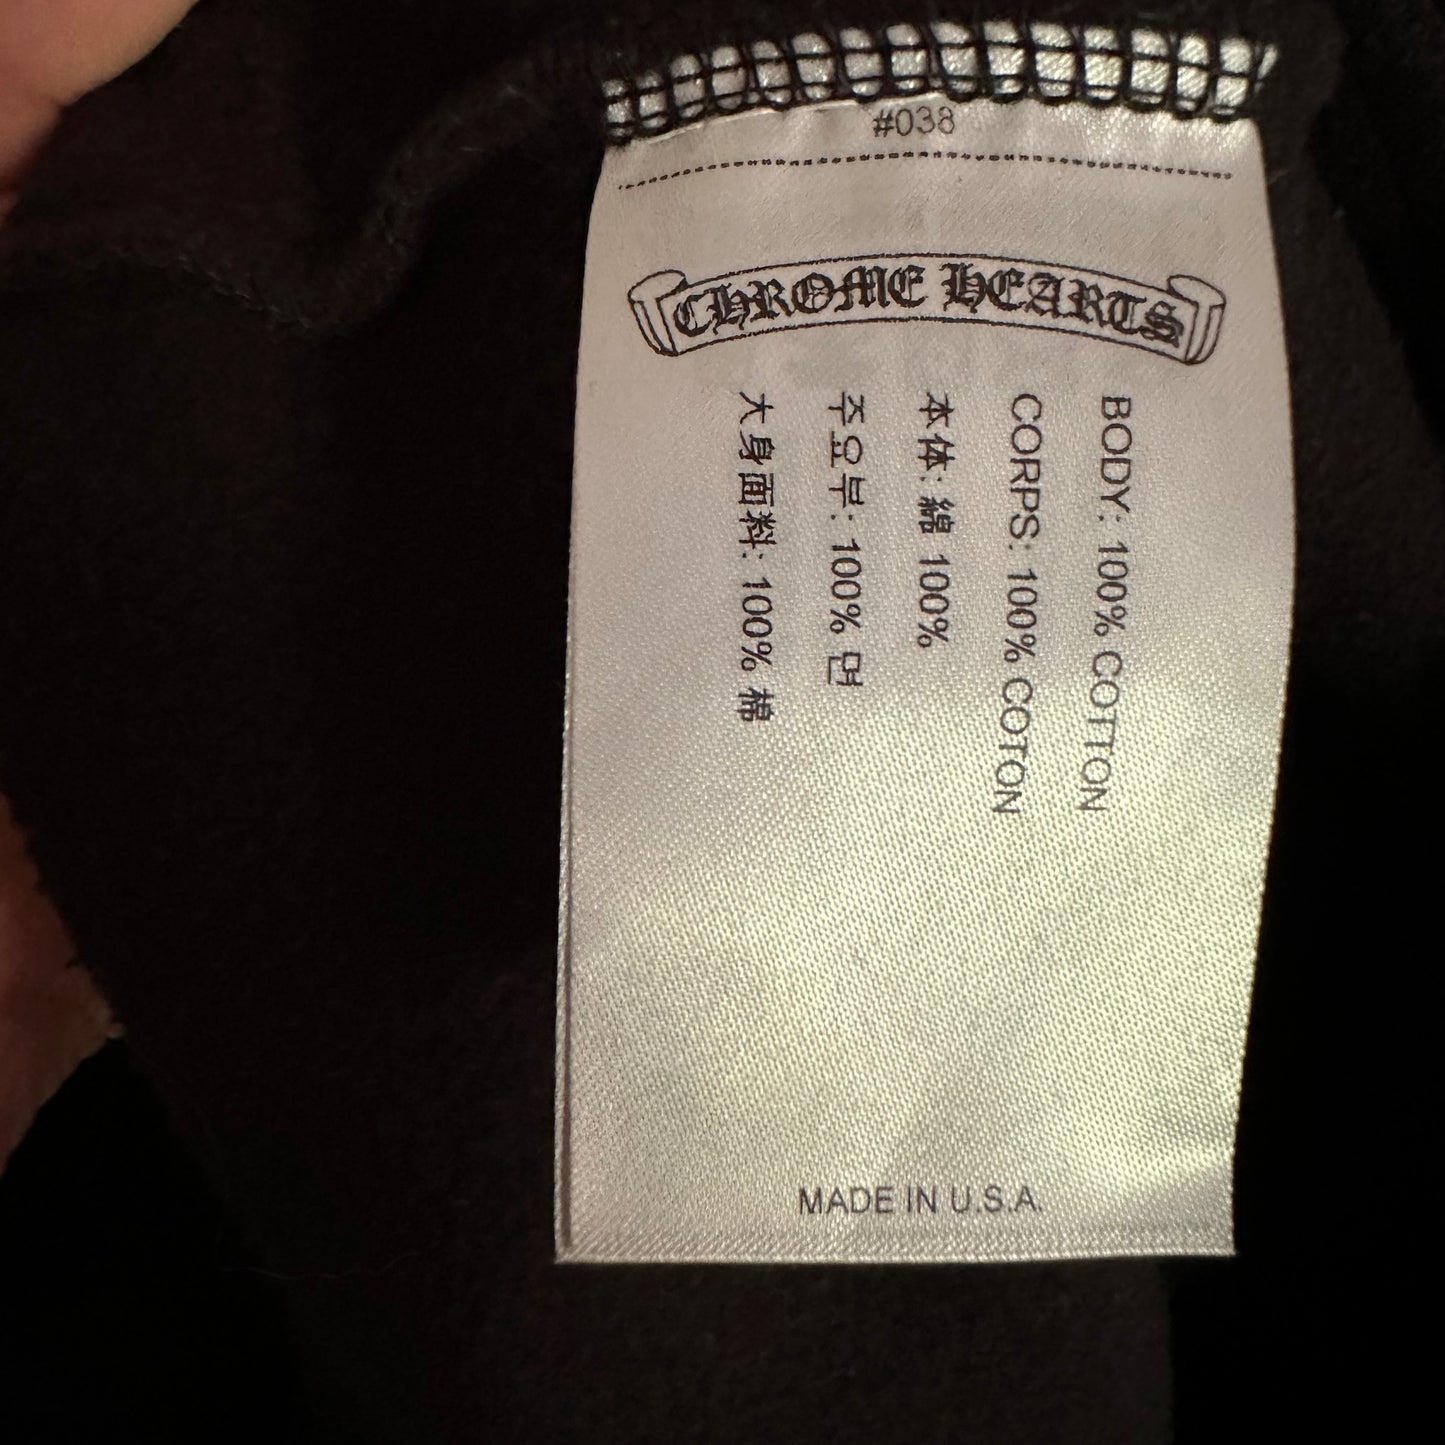 #038
CHROME HEARTS
BODY: 100% COTTON
CORPS: 100% COTON
本体: 綿 100%
주요부: 100% 면
大身面料: 100% 棉
MADE IN U.S.A.